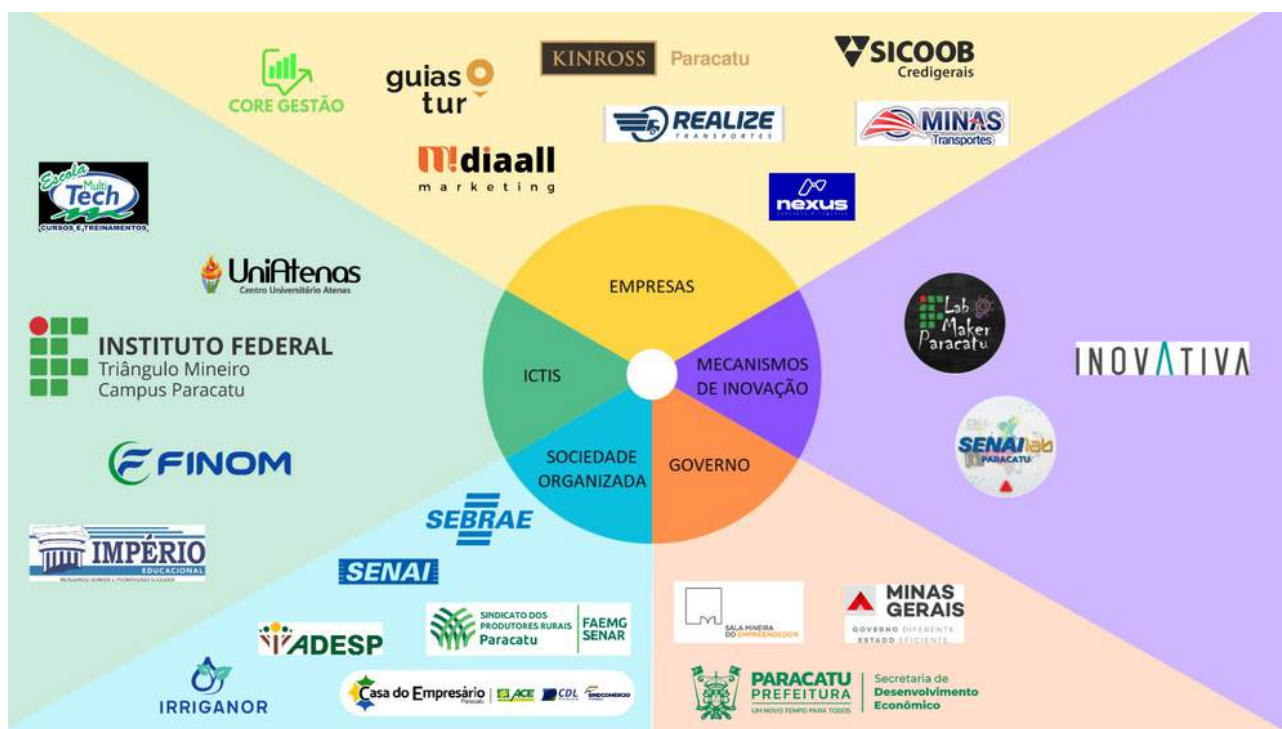 CORE GESTÃO
guias
tur
KINROSS Paracatu
SICOOB
Credigerais
REALIZE
TRANSPORTES
MINAS
Transportes
m!diaall
marketing
nexus
Escola
Multi
Tech
CURSOS E TREINAMENTOS
UniAtenas
Centro Universitário Atenas
INSTITUTO FEDERAL
Triângulo Mineiro
Campus Paracatu
FINOM
IMPÉRIO
EDUCACIONAL
EMPRESAS
ICTIS
MECANISMOS
DE INOVAÇÃO
SOCIEDADE
ORGANIZADA
GOVERNO
Lab
Maker
Paracatu
INOVATIVA
SENAI lab
PARACATU
SEBRAE
SENAI
ADESP
SINDICATO DOS
PRODUTORES RURAIS
Paracatu
FAEMG
SENAR
IRRIGANOR
Casa do Empresário
Paracatu
ACE
CDL
SINDCOMÉRCIO
SALA MINEIRA
DO EMPREENDEDOR
MINAS
GERAIS
GOVERNO DIFERENTE
ESTADO EFICIENTE.
PARACATU
PREFEITURA
UM NOVO TEMPO PARA TODOS
Secretaria de
Desenvolvimento
Econômico